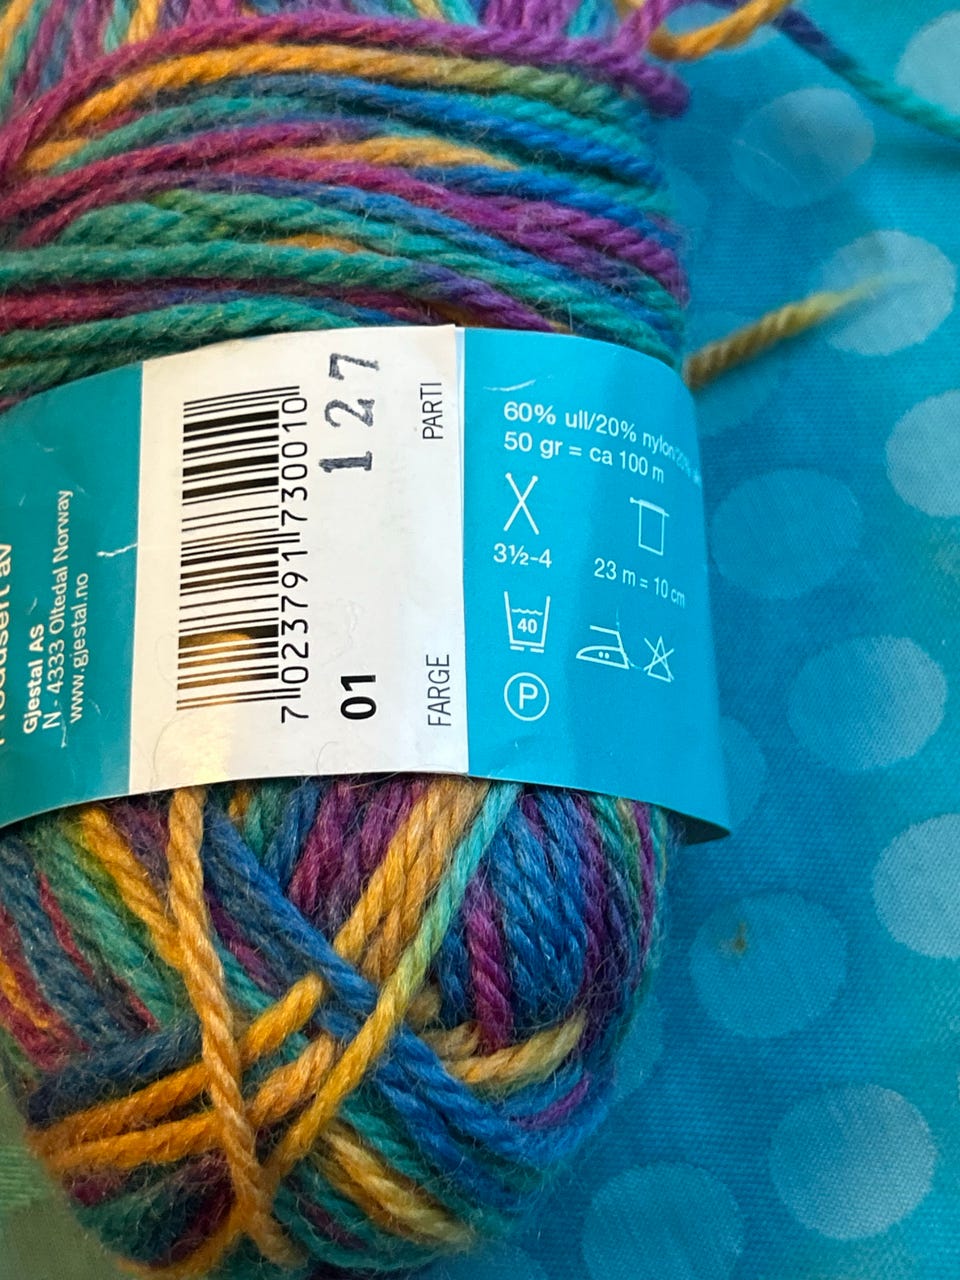 Gjestal AS
N - 4333 Oltedal Norway
www.gjestal.no
7 023791 730010
01
127
FARGE
PARTI
60% ull/20% nylon/20%
50 gr = ca 100 m
3½-4
23 m = 10 cm
40
P